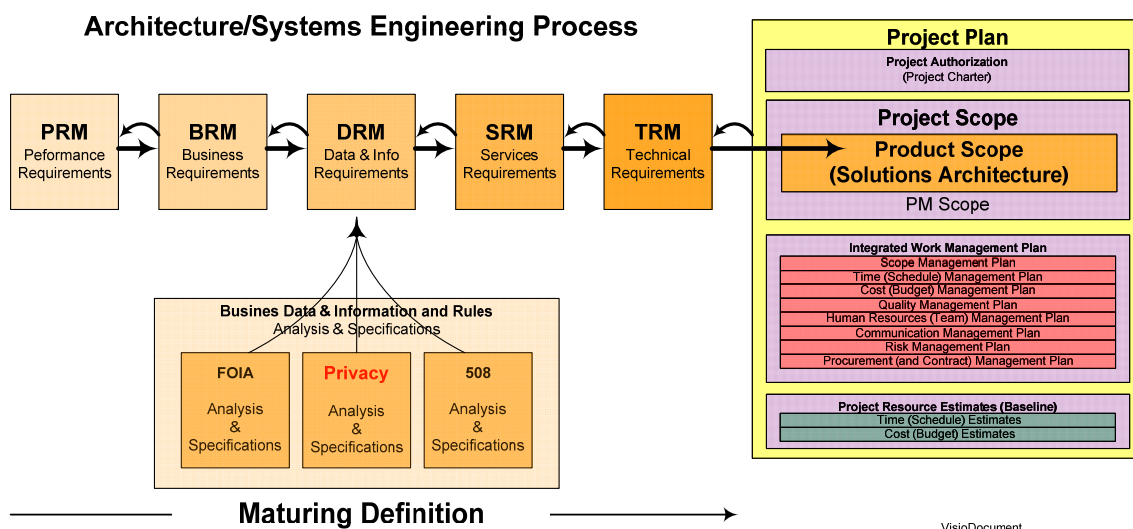 Architecture/Systems Engineering Process
PRM
Peformance
Requirements
BRM
Business
Requirements
DRM
Data & Info
Requirements
SRM
Services
Requirements
TRM
Technical
Requirements
Busines Data & Information and Rules
Analysis & Specifications
FOIA
Analysis
&
Specifications
Privacy
Analysis
&
Specifications
508
Analysis
&
Specifications
Maturing Definition
Project Plan
Project Authorization
(Project Charter)
Project Scope
Product Scope
(Solutions Architecture)
PM Scope
Integrated Work Management Plan
Scope Management Plan
Time (Schedule) Management Plan
Cost (Budget) Management Plan
Quality Management Plan
Human Resources (Team) Management Plan
Communication Management Plan
Risk Management Plan
Procurement (and Contract) Management Plan
Project Resource Estimates (Baseline)
Time (Schedule) Estimates
Cost (Budget) Estimates
VisioDocument